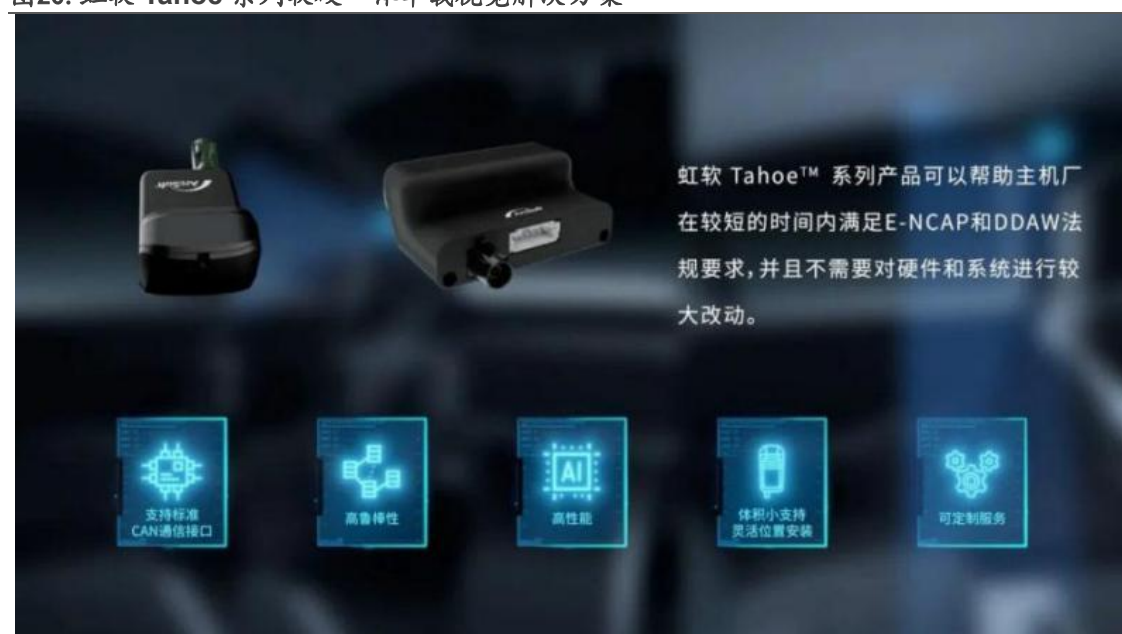 虹软 Tahoe™ 系列产品可以帮助主机厂
在较短的时间内满足E-NCAP和DDAW法
规要求,并且不需要对硬件和系统进行较
大改动。
ArcSoft
支持标准
CAN通信接口
高鲁棒性
AI
高性能
体积小支持
灵活位置安装
可定制服务